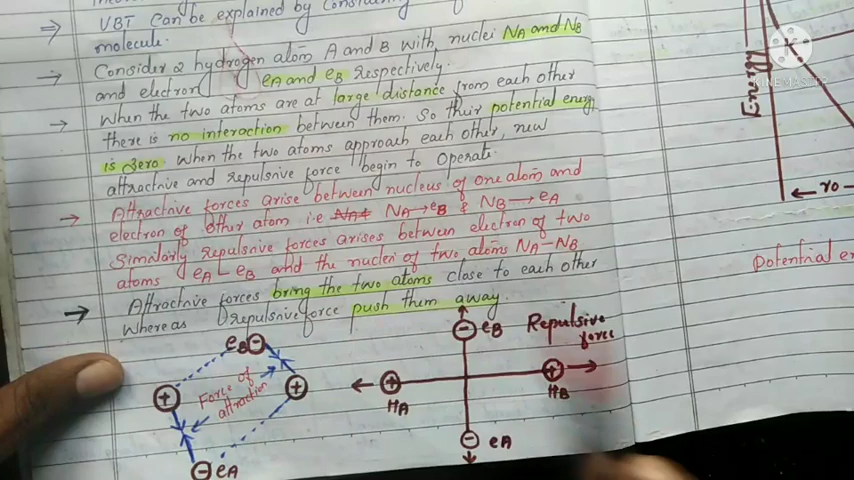 ⇒ VBT Can be explained by Considering
molecule.
→ Consider 2 hydrogen atom A and B with nuclei NA and NB
and electron eA and eB respectively.
→ When the two atoms are at large distance from each other
there is no interaction between them. So their potential energy
is zero when the two atoms approach each other, new
attractive and repulsive force begin to operate.
→ Attractive forces arise between nucleus of one atom and
electron of other atom i.e NA → eB & NB → eA
Similarly repulsive forces arises between electron of two
atoms eA - eB and the nuclei of two atoms NA - NB
→ Attractive forces bring the two atoms close to each other
whereas repulsive force push them away.
eB
Force of
attraction
eA
eB
Repulsive
force
HA
HB
eA
Energy
K
KINEMASTER
← r0
Potential